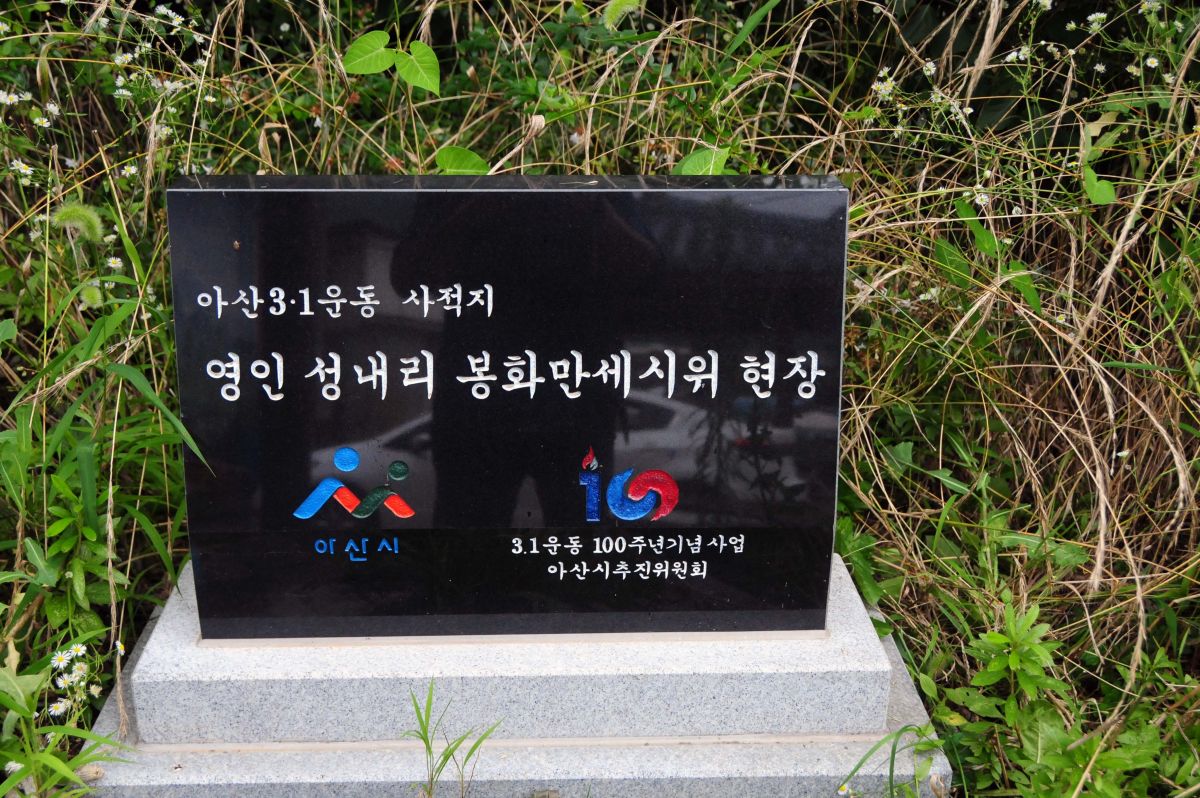 아산3·1운동 사적지
영인 성내리 봉화만세시위 현장
100
아산시
3.1운동 100주년기념사업
아산시추진위원회